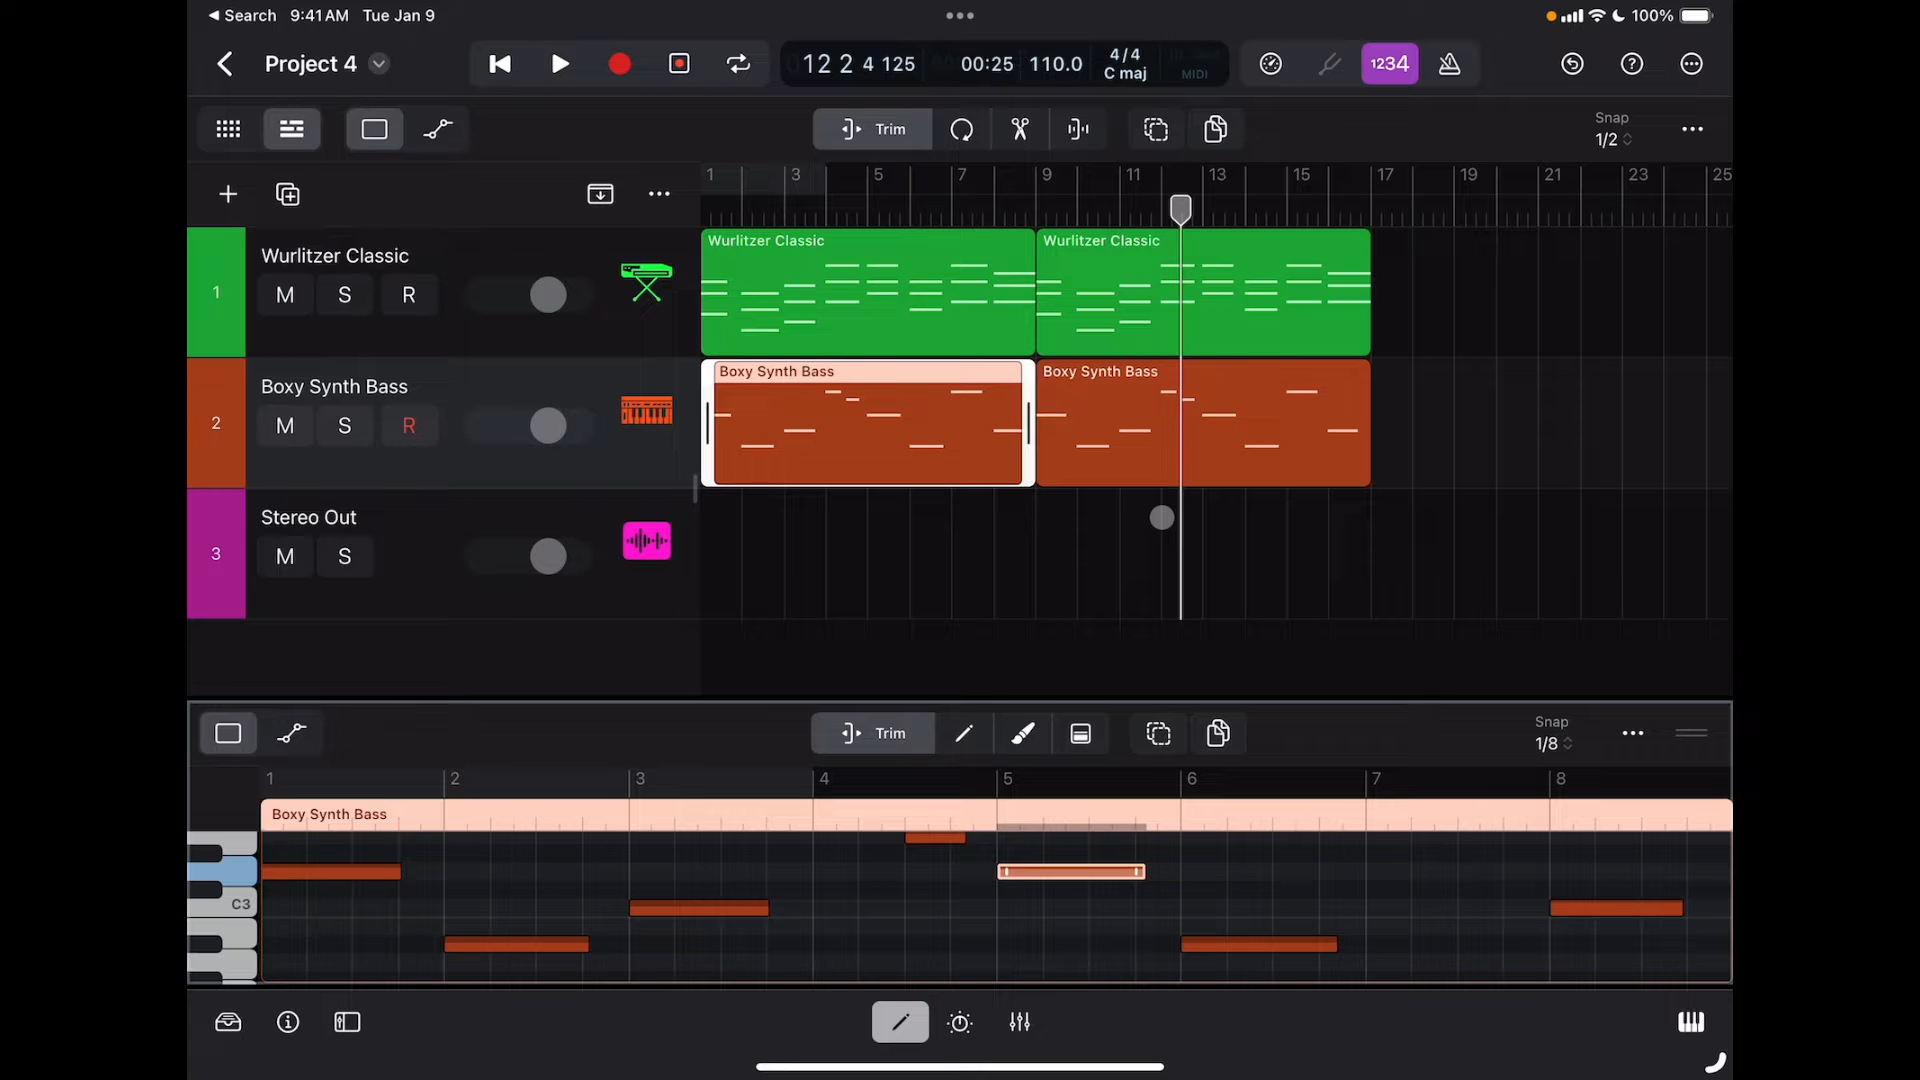 ◀ Search 9:41 AM Tue Jan 9
100%
Project 4
12 2 4 125
00:25
110.0
4/4
C maj
MIDI
1234
Trim
Snap
1/2
1 3 5 7 9 11 13 15 17 19 21 23 25
1
Wurlitzer Classic
M S R
Wurlitzer Classic
Wurlitzer Classic
2
Boxy Synth Bass
M S R
Boxy Synth Bass
Boxy Synth Bass
3
Stereo Out
M S
Trim
Snap
1/8
1 2 3 4 5 6 7 8
Boxy Synth Bass
C3